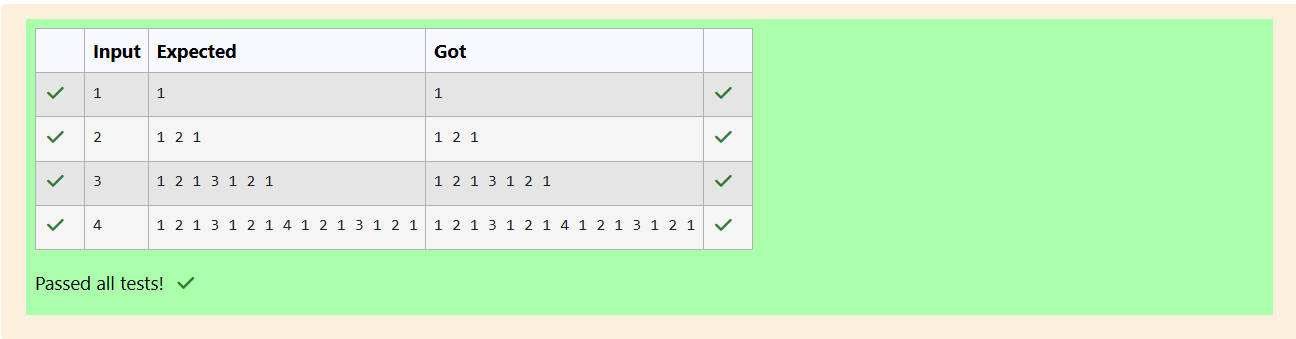 Input Expected Got
1 1 1
2 1 2 1 1 2 1
3 1 2 1 3 1 2 1 1 2 1 3 1 2 1
4 1 2 1 3 1 2 1 4 1 2 1 3 1 2 1 1 2 1 3 1 2 1 4 1 2 1 3 1 2 1
Passed all tests!